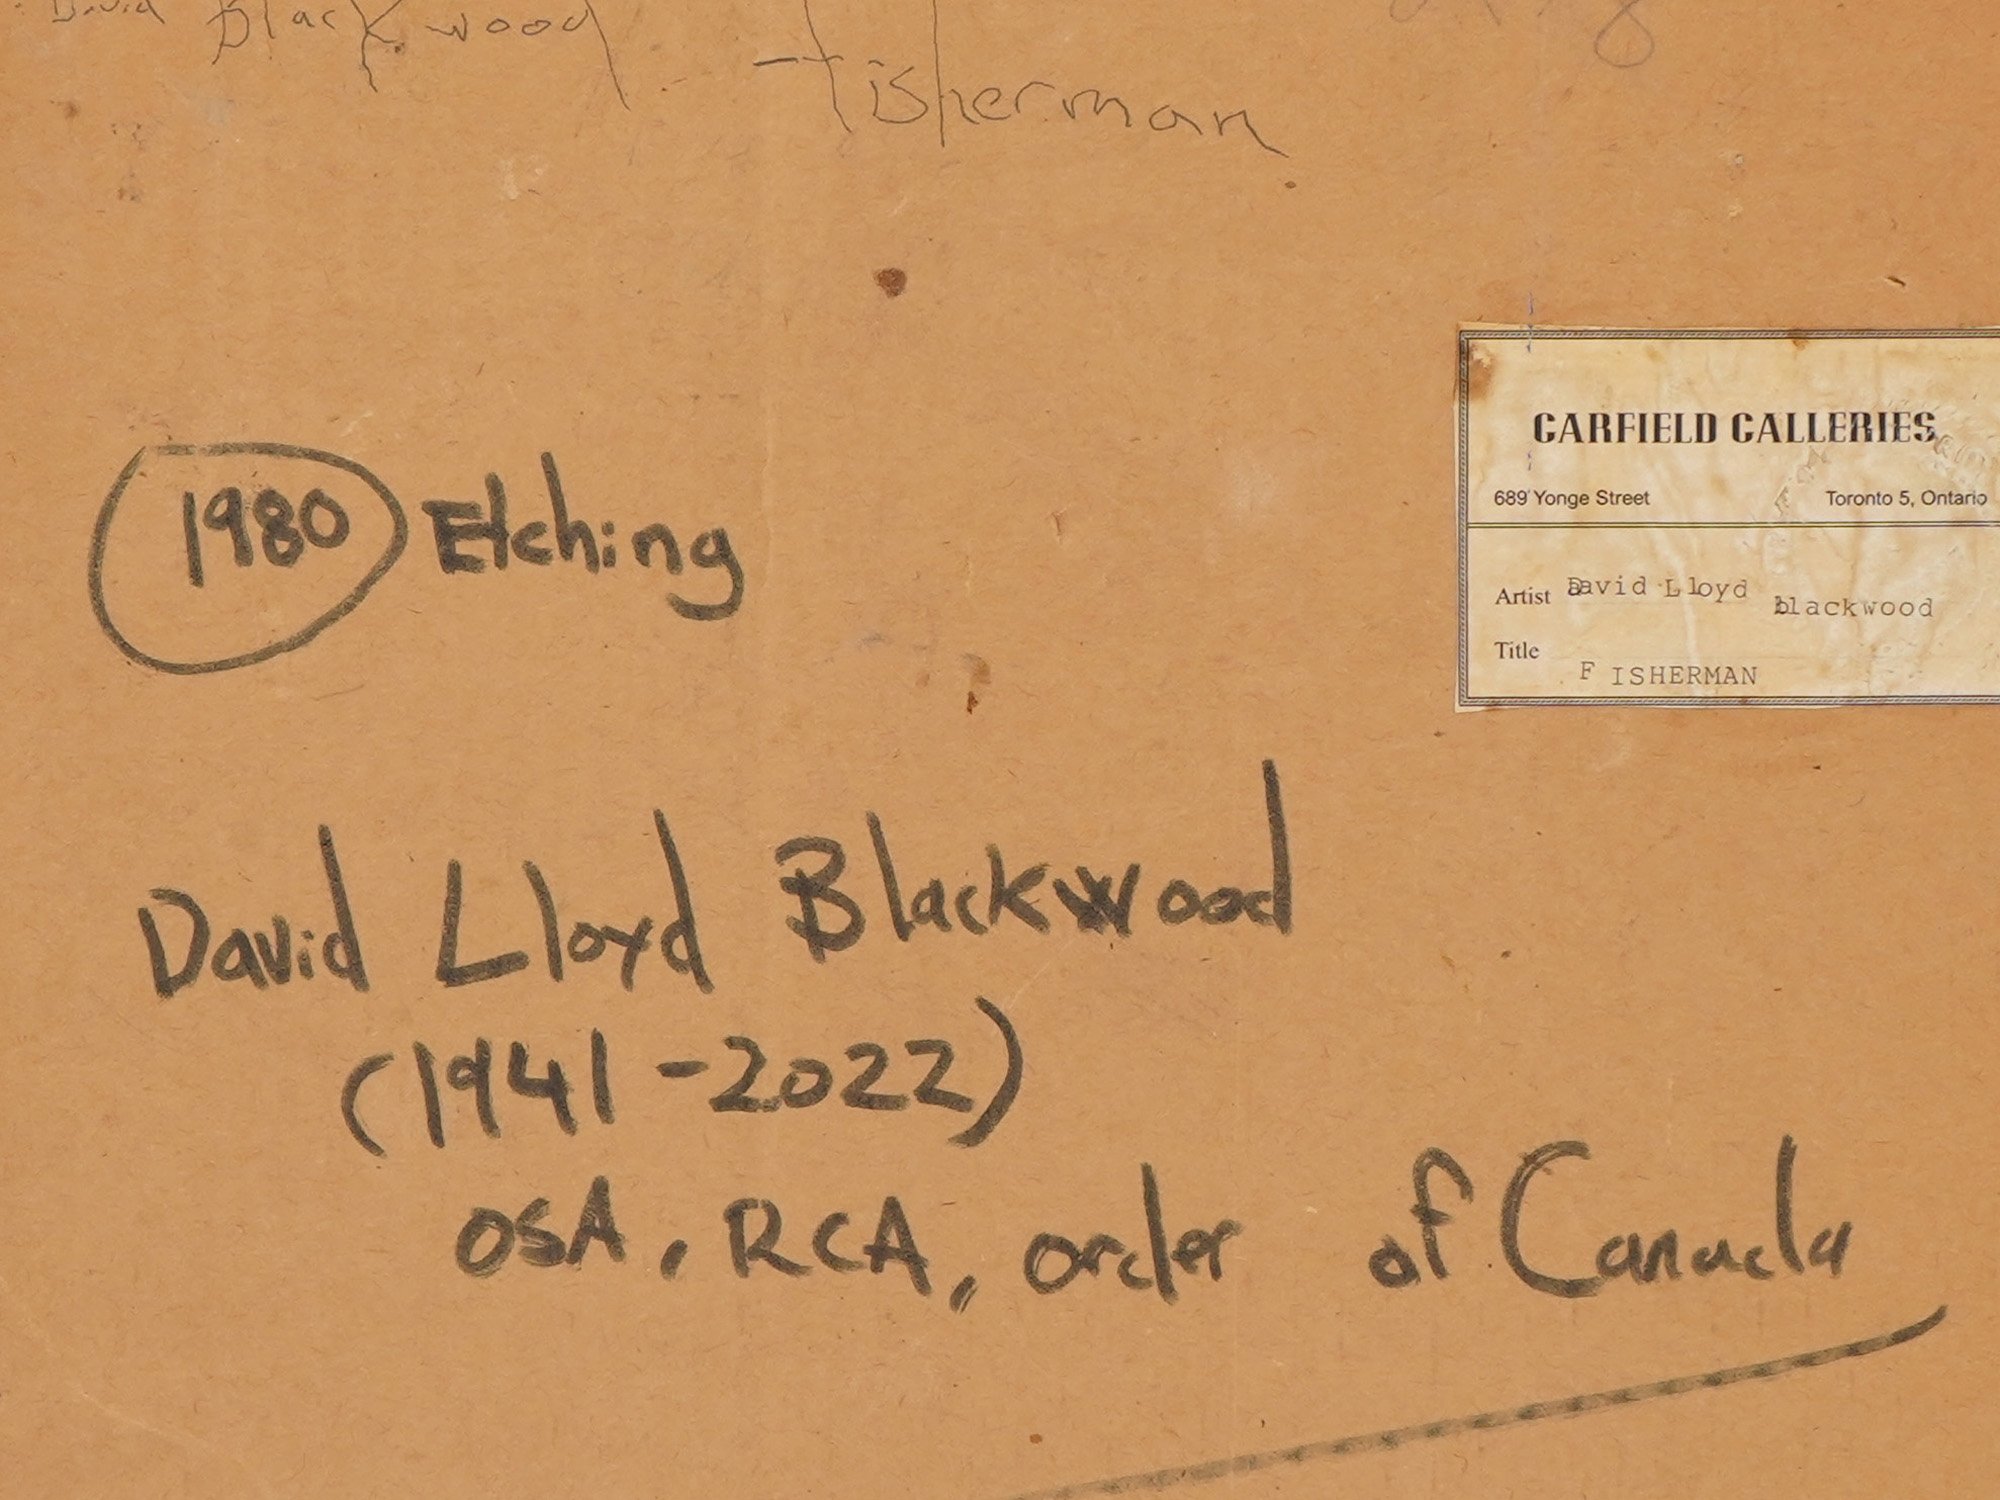 David Blackwood
Fisherman
GARFIELD GALLERIES
689 Yonge Street Toronto 5, Ontario
Artist David Lloyd blackwood
Title FISHERMAN
1980 Etching
David Lloyd Blackwood
(1941-2022)
OSA, RCA, order of Canada